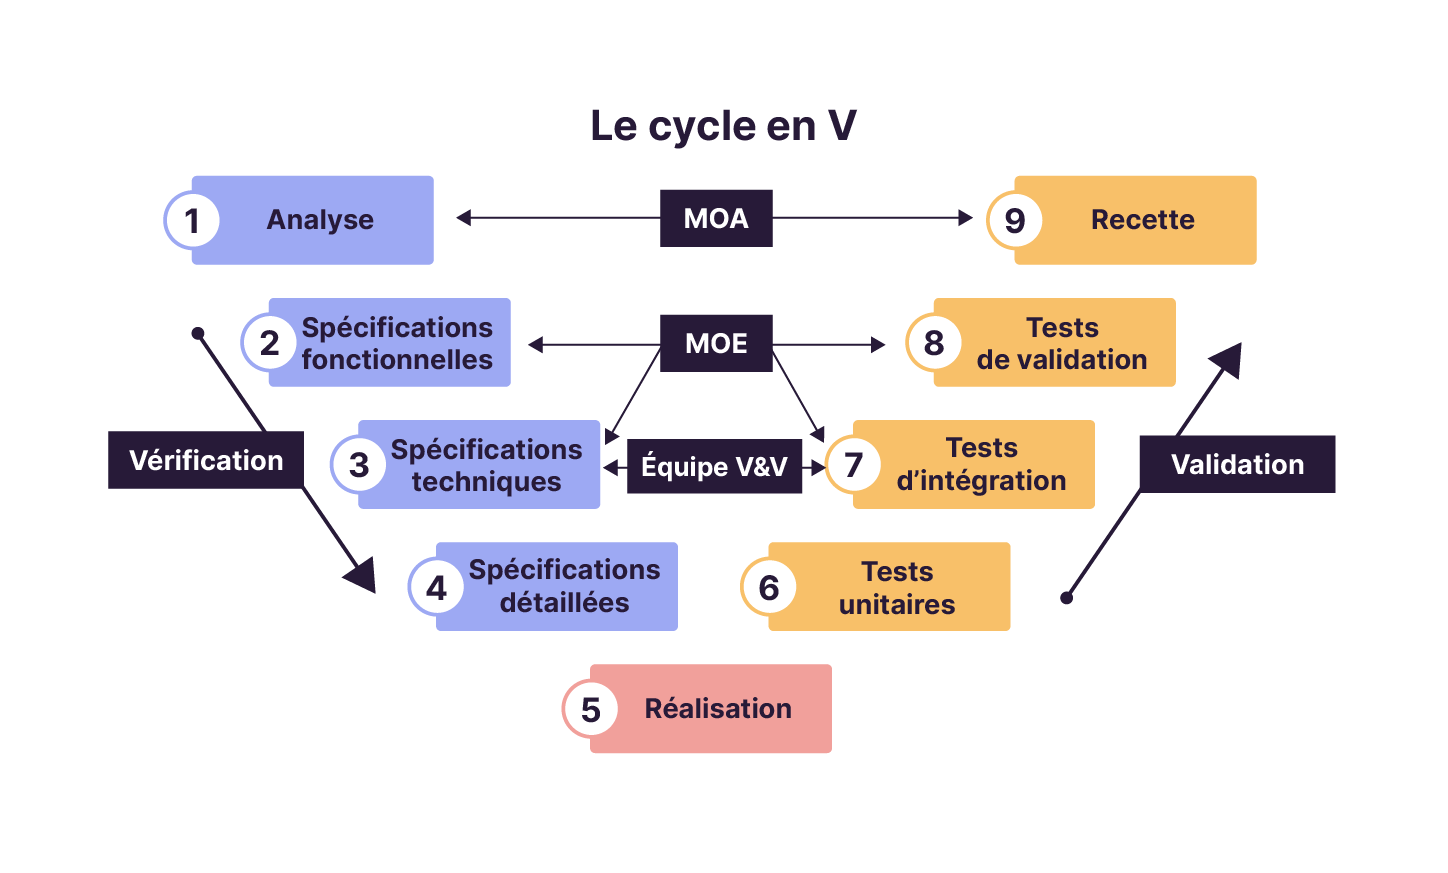 Le cycle en V
1
Analyse
MOA
9
Recette
2
Spécifications
fonctionnelles
MOE
8
Tests
de validation
Vérification
3
Spécifications
techniques
Équipe V&V
7
Tests
d’intégration
Validation
4
Spécifications
détaillées
6
Tests
unitaires
5
Réalisation